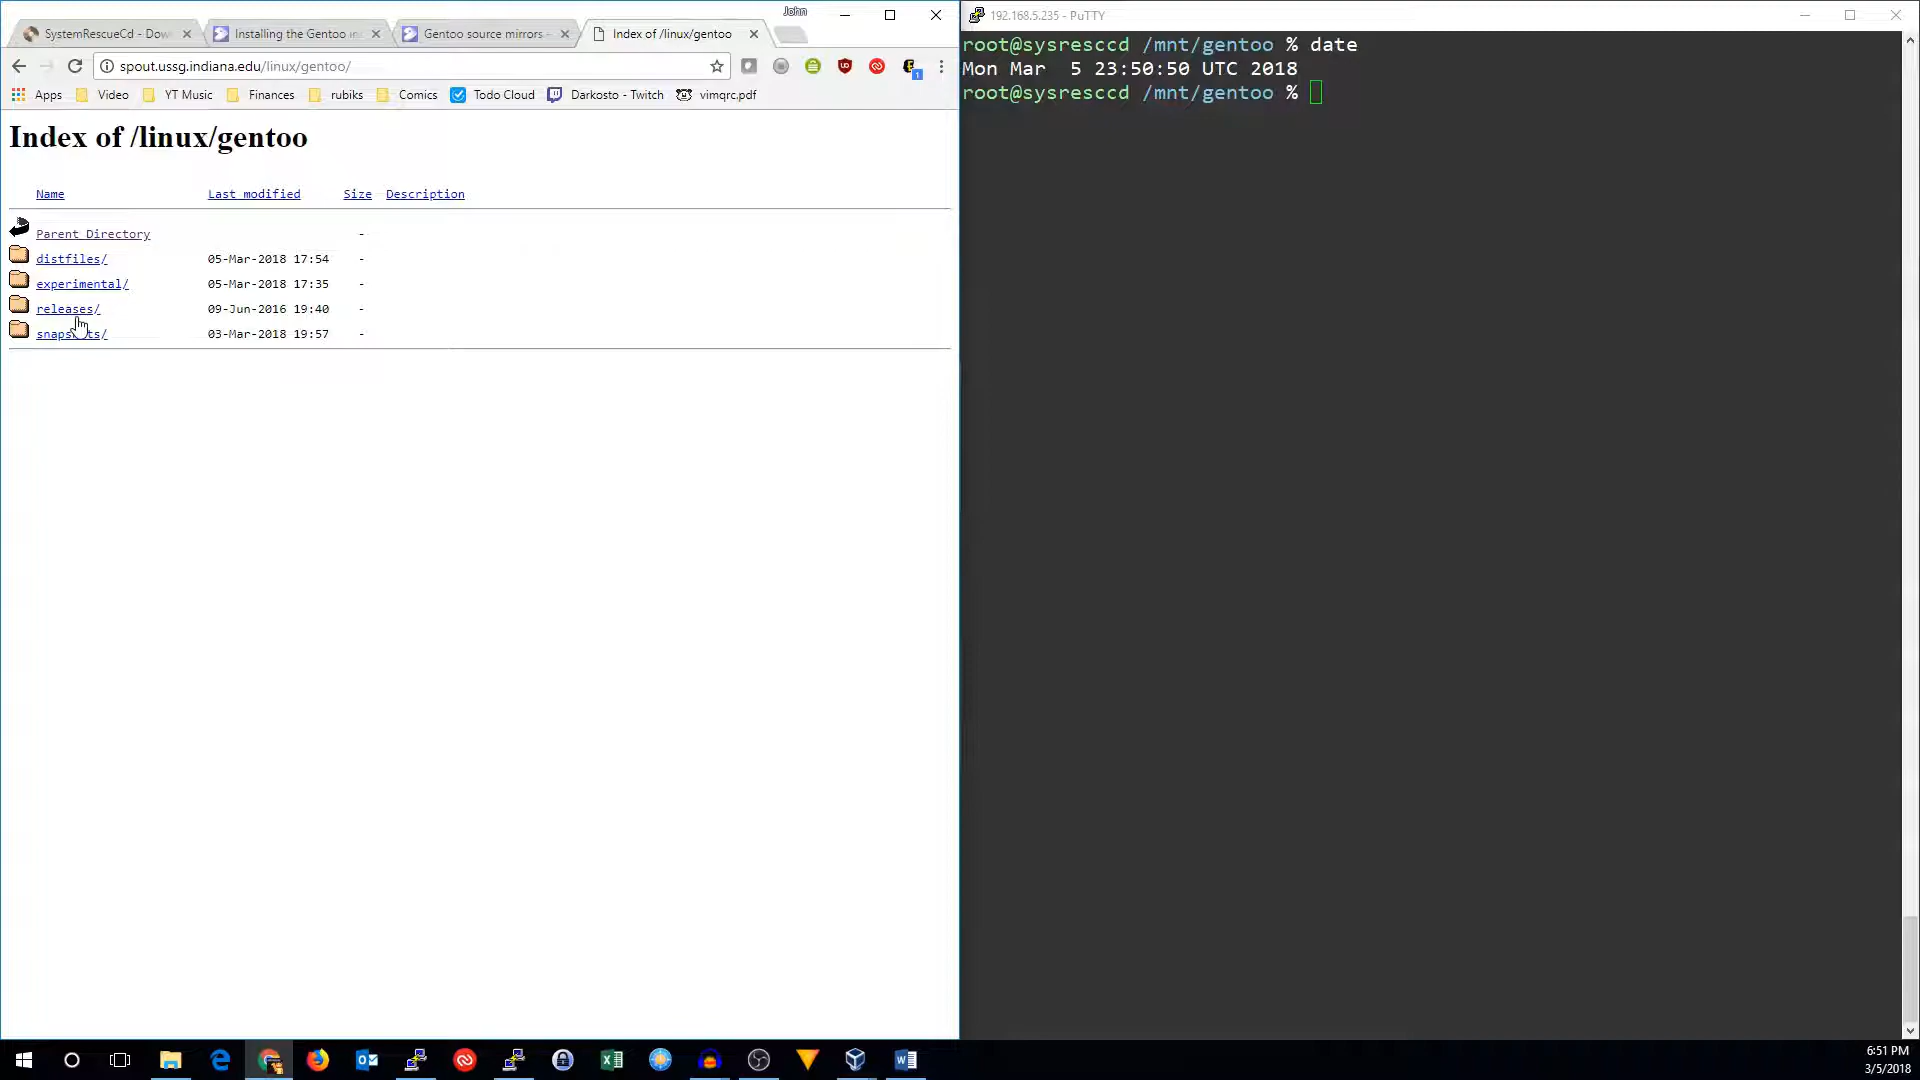 John
SystemRescueCd - Dow
Installing the Gentoo in
Gentoo source mirrors -
Index of /linux/gentoo
192.168.5.235 - PuTTY
spout.ussg.indiana.edu/linux/gentoo/
1
Apps
Video
YT Music
Finances
rubiks
Comics
Todo Cloud
Darkosto - Twitch
vimqrc.pdf
Index of /linux/gentoo
Name Last modified Size Description
Parent Directory -
distfiles/ 05-Mar-2018 17:54 -
experimental/ 05-Mar-2018 17:35 -
releases/ 09-Jun-2016 19:40 -
snapshots/ 03-Mar-2018 19:57 -
root@sysresccd /mnt/gentoo % date
Mon Mar  5 23:50:50 UTC 2018
root@sysresccd /mnt/gentoo %
6:51 PM
3/5/2018